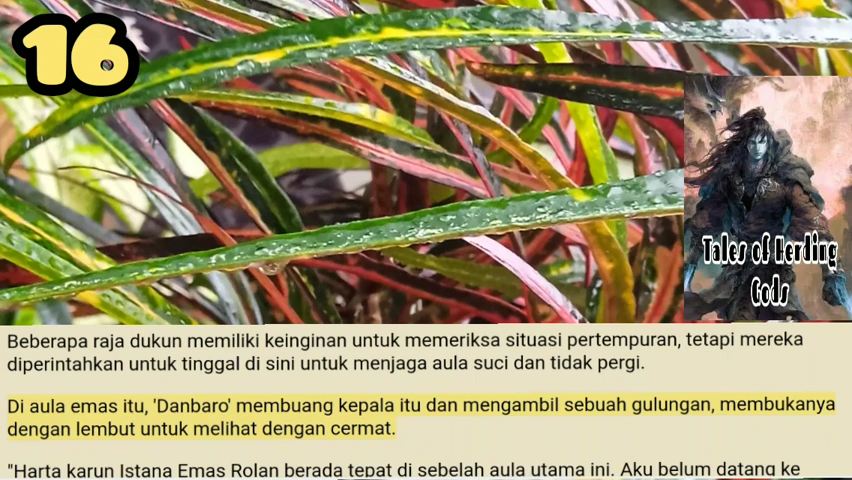 16
Tales of Herding
Gods
Beberapa raja dukun memiliki keinginan untuk memeriksa situasi pertempuran, tetapi mereka
diperintahkan untuk tinggal di sini untuk menjaga aula suci dan tidak pergi.
Di aula emas itu, 'Danbaro' membuang kepala itu dan mengambil sebuah gulungan, membukanya
dengan lembut untuk melihat dengan cermat.
"Harta karun Istana Emas Rolan berada tepat di sebelah aula utama ini. Aku belum datang ke